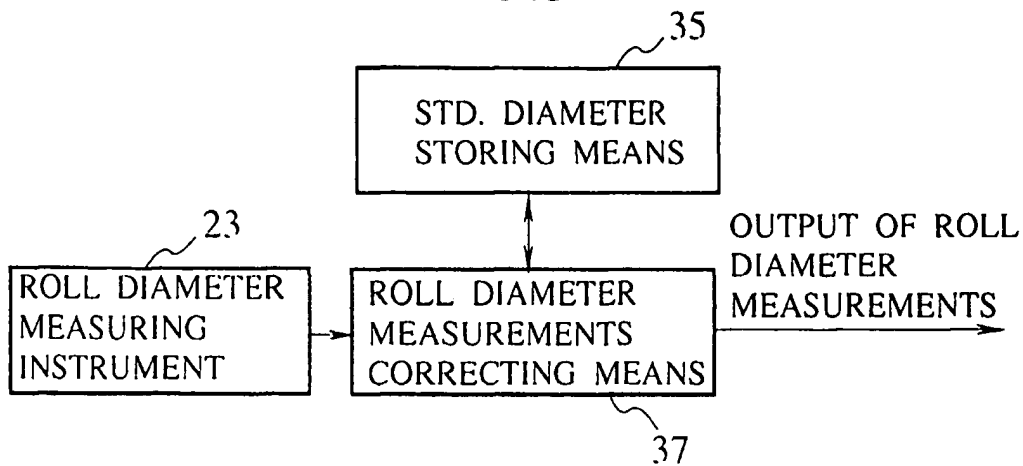 35
STD. DIAMETER
STORING MEANS
23
OUTPUT OF ROLL
DIAMETER
MEASUREMENTS
ROLL DIAMETER
MEASURING
INSTRUMENT
ROLL DIAMETER
MEASUREMENTS
CORRECTING MEANS
37